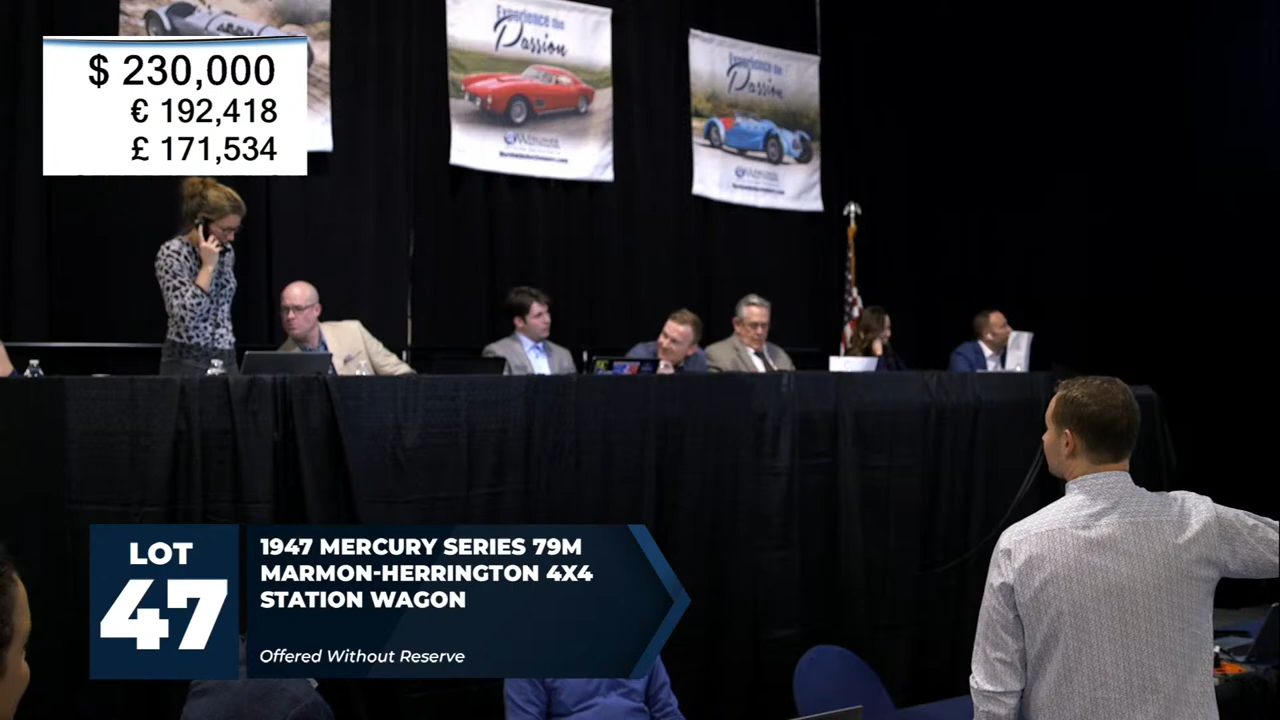 $ 230,000
€ 192,418
£ 171,534
Experience the
Passion
Experience the
Passion
LOT
47
1947 MERCURY SERIES 79M
MARMON-HERRINGTON 4X4
STATION WAGON
Offered Without Reserve